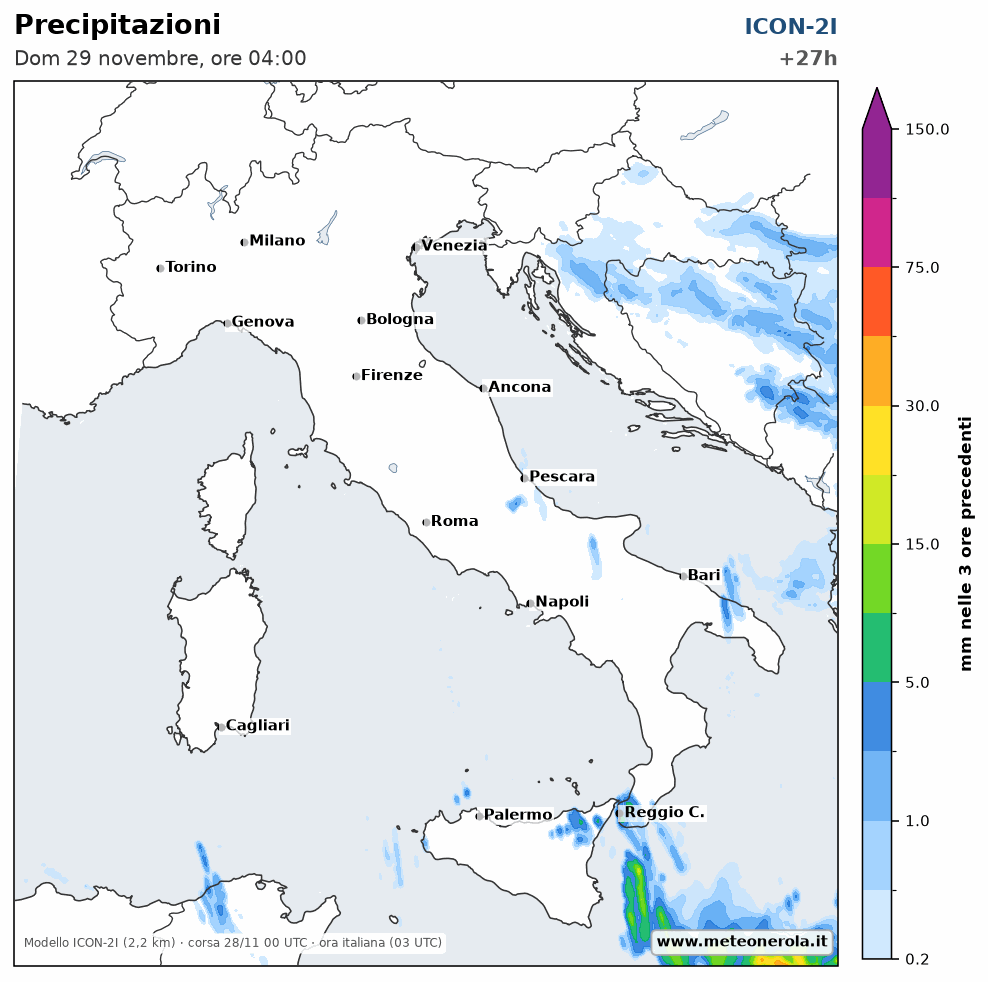 Precipitazioni
ICON-2I
Dom 29 novembre, ore 04:00
+27h
150.0
75.0
30.0
15.0
5.0
1.0
0.2
mm nelle 3 ore precedenti
Milano
Venezia
Torino
Genova
Bologna
Firenze
Ancona
Pescara
Roma
Bari
Napoli
Cagliari
Palermo
Reggio C.
Modello ICON-2I (2,2 km) · corsa 28/11 00 UTC · ora italiana (03 UTC)
www.meteonerola.it